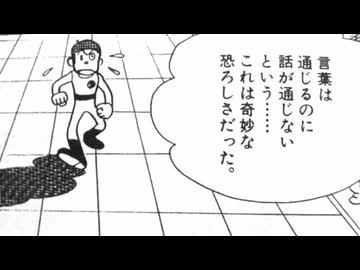 言葉は
通じるのに
話が通じない
という……
これは奇妙な
恐ろしさだった。